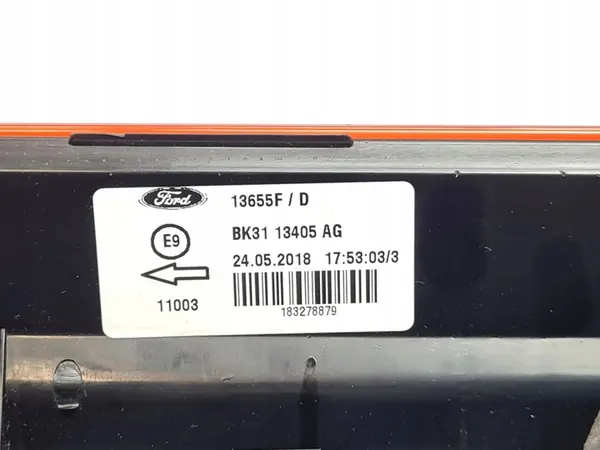 Ford 13655F / D
E9 BK31 13405 AG
24.05.2018 17:53:03/3
11003
183278879